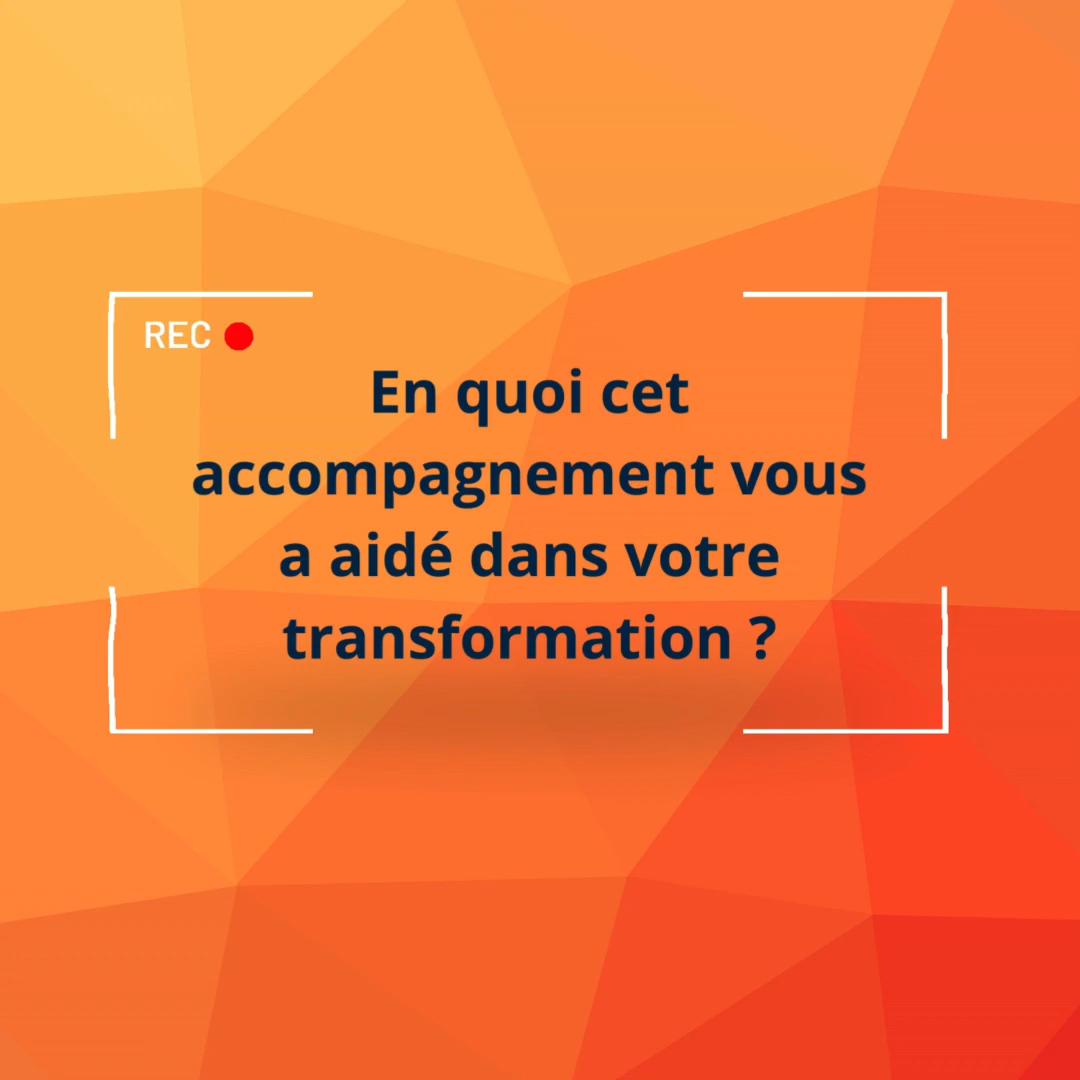 REC
En quoi cet
accompagnement vous
a aidé dans votre
transformation ?